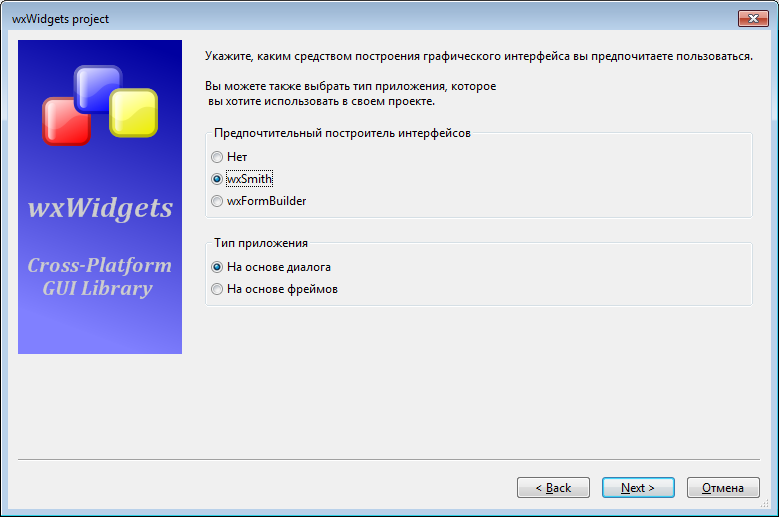 wxWidgets project
wxWidgets
Cross-Platform
GUI Library
Укажите, каким средством построения графического интерфейса вы предпочитаете пользоваться.
Вы можете также выбрать тип приложения, которое
вы хотите использовать в своем проекте.
Предпочтительный построитель интерфейсов
Нет
wxSmith
wxFormBuilder
Тип приложения
На основе диалога
На основе фреймов
< Back
Next >
Отмена